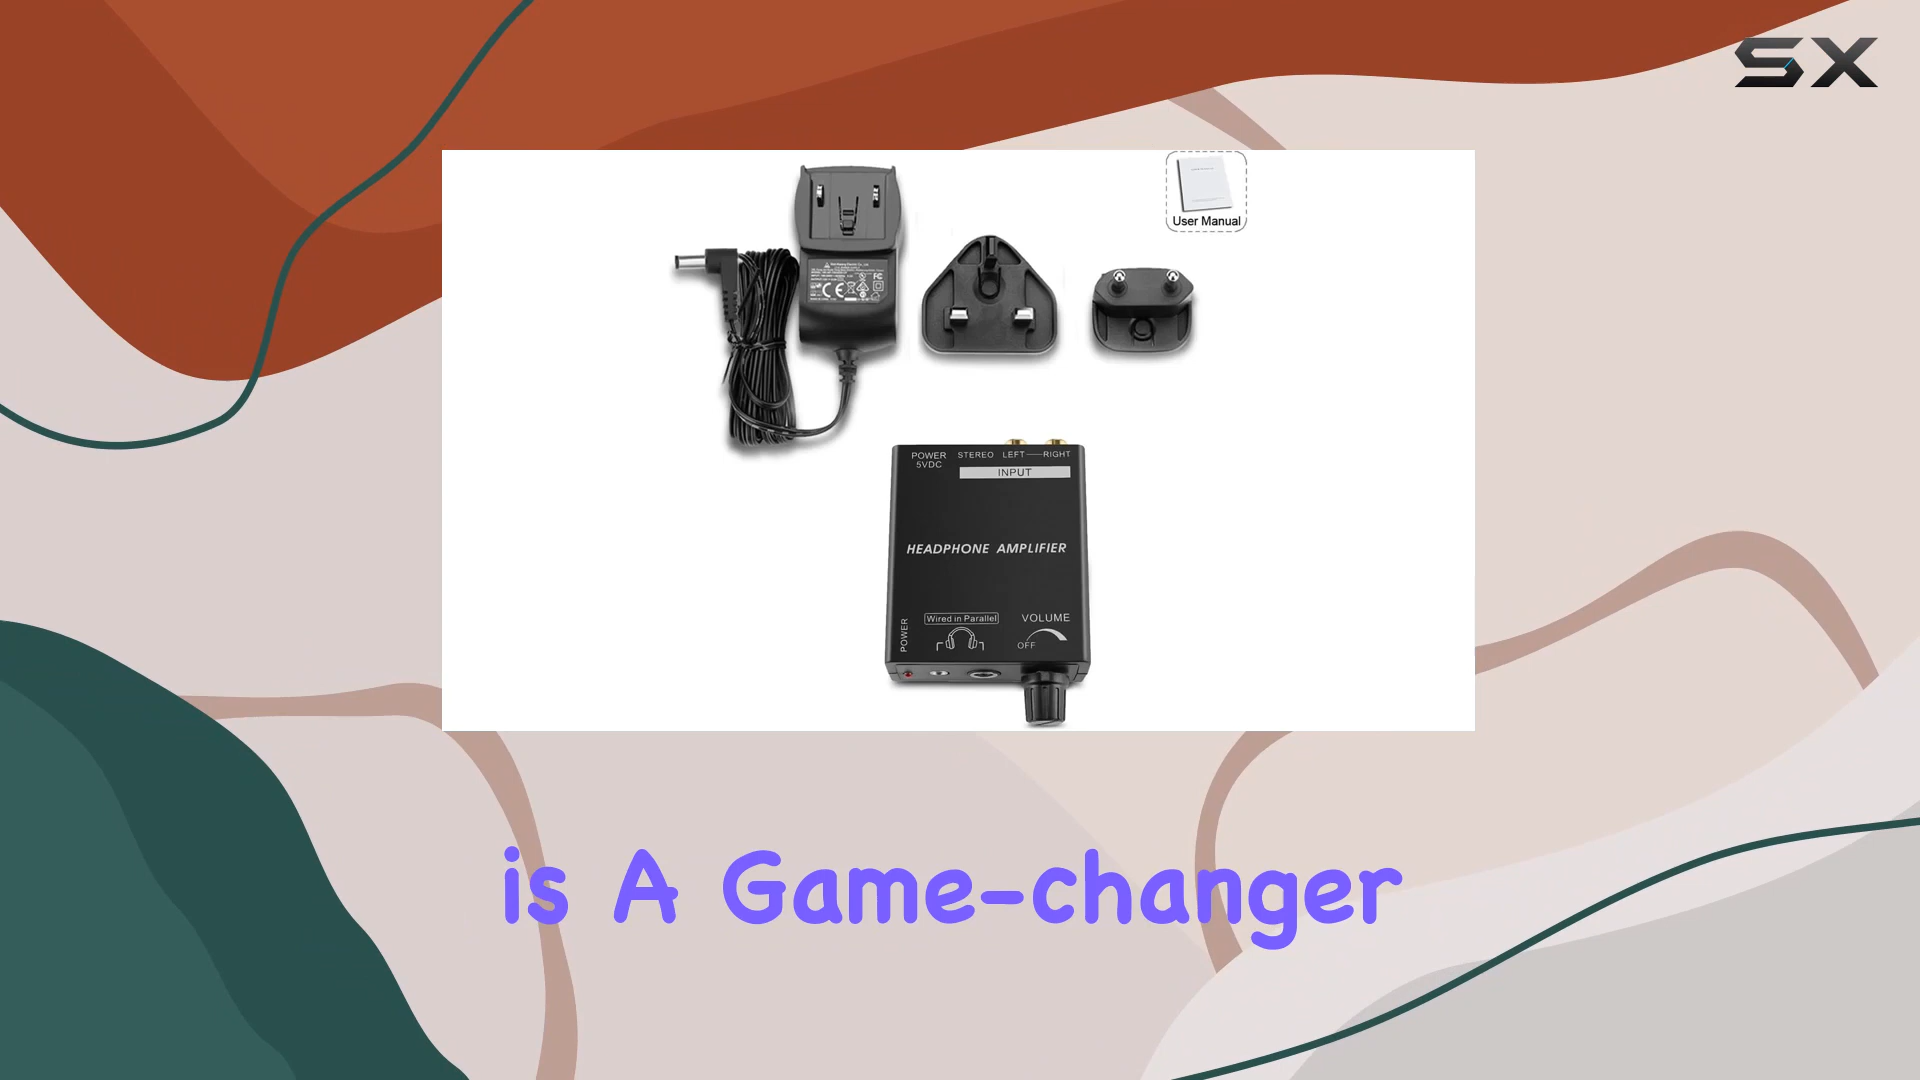 SX
User Manual
POWER STEREO LEFT RIGHT
5VDC
INPUT
HEADPHONE AMPLIFIER
POWER
Wired in Parallel
VOLUME
OFF
is A Game-changer